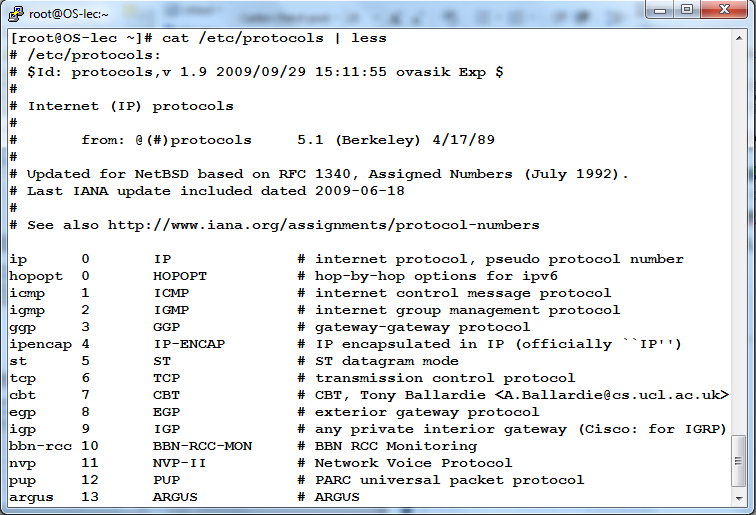 root@OS-lec:~
[root@OS-lec ~]# cat /etc/protocols | less
# /etc/protocols:
# $Id: protocols,v 1.9 2009/09/29 15:11:55 ovasik Exp $
#
# Internet (IP) protocols
#
#       from: @(#)protocols     5.1 (Berkeley) 4/17/89
#
# Updated for NetBSD based on RFC 1340, Assigned Numbers (July 1992).
# Last IANA update included dated 2009-06-18
#
# See also http://www.iana.org/assignments/protocol-numbers

ip      0       IP              # internet protocol, pseudo protocol number
hopopt  0       HOPOPT          # hop-by-hop options for ipv6
icmp    1       ICMP            # internet control message protocol
igmp    2       IGMP            # internet group management protocol
ggp     3       GGP             # gateway-gateway protocol
ipencap 4       IP-ENCAP        # IP encapsulated in IP (officially ``IP'')
st      5       ST              # ST datagram mode
tcp     6       TCP             # transmission control protocol
cbt     7       CBT             # CBT, Tony Ballardie <A.Ballardie@cs.ucl.ac.uk>
egp     8       EGP             # exterior gateway protocol
igp     9       IGP             # any private interior gateway (Cisco: for IGRP)
bbn-rcc 10      BBN-RCC-MON     # BBN RCC Monitoring
nvp     11      NVP-II          # Network Voice Protocol
pup     12      PUP             # PARC universal packet protocol
argus   13      ARGUS           # ARGUS